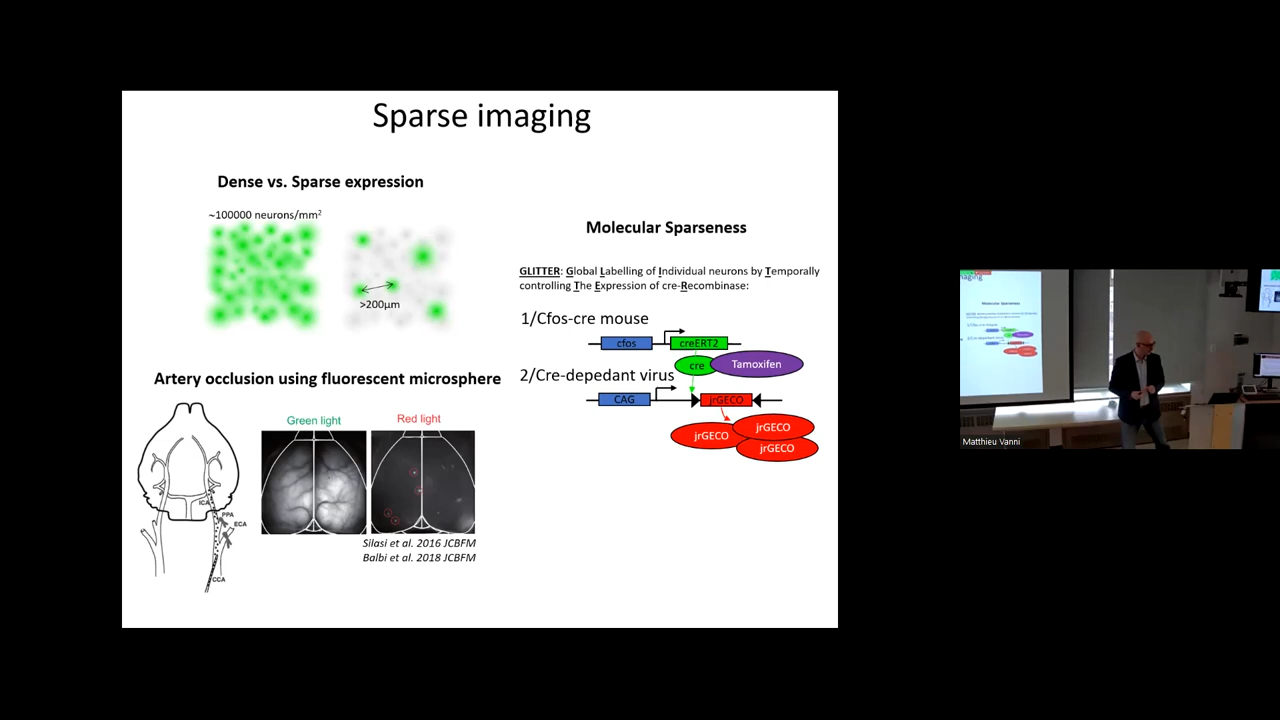 Sparse imaging
Dense vs. Sparse expression
~100000 neurons/mm²
>200µm
Artery occlusion using fluorescent microsphere
Green light
Red light
ICA
PPA
ECA
CCA
Silasi et al. 2016 JCBFM
Balbi et al. 2018 JCBFM
Molecular Sparseness
GLITTER: Global Labelling of Individual neurons by Temporally
controlling The Expression of cre-Recombinase:
1/Cfos-cre mouse
cfos
creERT2
cre
Tamoxifen
2/Cre-depedant virus
CAG
jrGECO
jrGECO
jrGECO
jrGECO
Molecular Sparseness
Matthieu Vanni